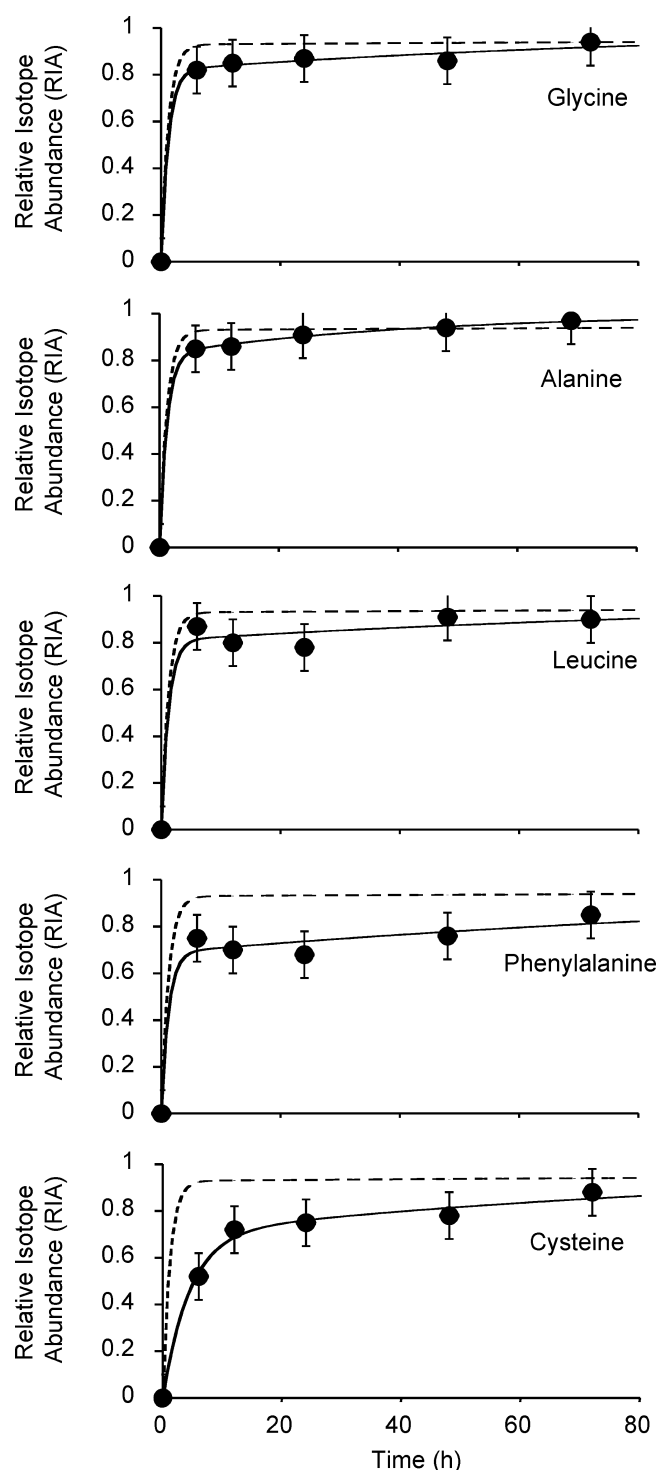 Relative Isotope
Abundance (RIA)
1
0.8
0.6
0.4
0.2
0
Glycine
Relative Isotope
Abundance (RIA)
1
0.8
0.6
0.4
0.2
0
Alanine
Relative Isotope
Abundance (RIA)
1
0.8
0.6
0.4
0.2
0
Leucine
Relative Isotope
Abundance (RIA)
1
0.8
0.6
0.4
0.2
0
Phenylalanine
Relative Isotope
Abundance (RIA)
1
0.8
0.6
0.4
0.2
0
Cysteine
0 20 40 60 80
Time (h)